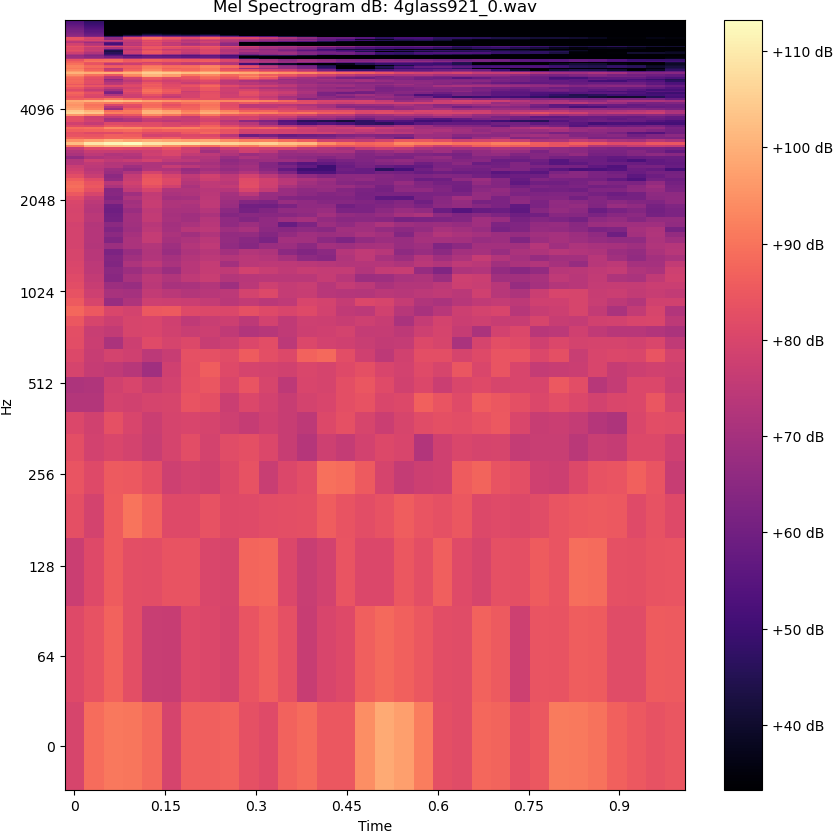 Mel Spectrogram dB: 4glass921_0.wav
+110 dB
4096
+100 dB
2048
+90 dB
1024
+80 dB
512
Hz
+70 dB
256
+60 dB
128
+50 dB
64
+40 dB
0
0 0.15 0.3 0.45 0.6 0.75 0.9
Time